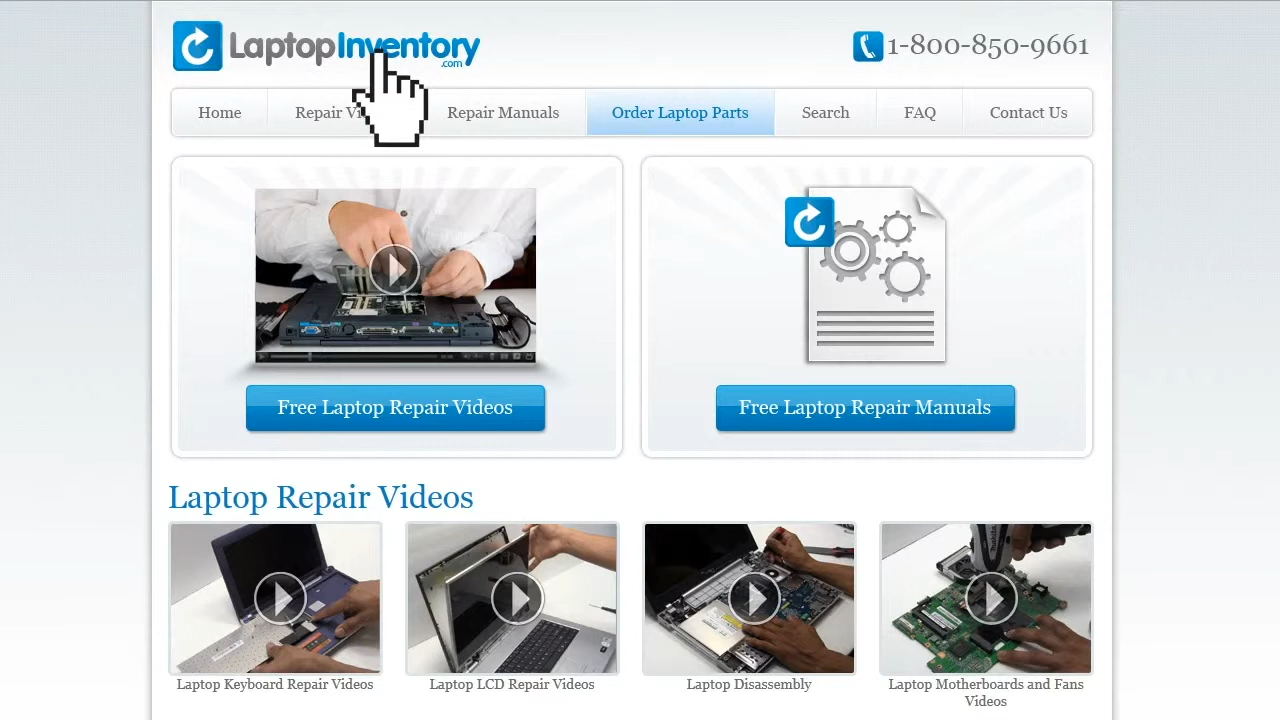 LaptopInventory
.com
1-800-850-9661
Home
Repair Vi
Repair Manuals
Order Laptop Parts
Search
FAQ
Contact Us
Free Laptop Repair Videos
Free Laptop Repair Manuals
Laptop Repair Videos
Laptop Keyboard Repair Videos
Laptop LCD Repair Videos
Laptop Disassembly
Laptop Motherboards and Fans
Videos